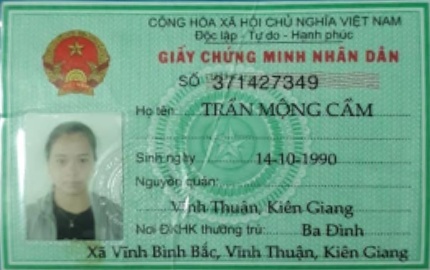 CỘNG HÒA XÃ HỘI CHỦ NGHĨA VIỆT NAM
Độc lập - Tự do - Hạnh phúc
GIẤY CHỨNG MINH NHÂN DÂN
SỐ 371427349
Họ tên: TRẦN MỘNG CẦM
Sinh ngày 14-10-1990
Nguyên quán:
Vĩnh Thuận, Kiên Giang
Nơi ĐKHK thường trú: Ba Đình
Xã Vĩnh Bình Bắc, Vĩnh Thuận, Kiên Giang